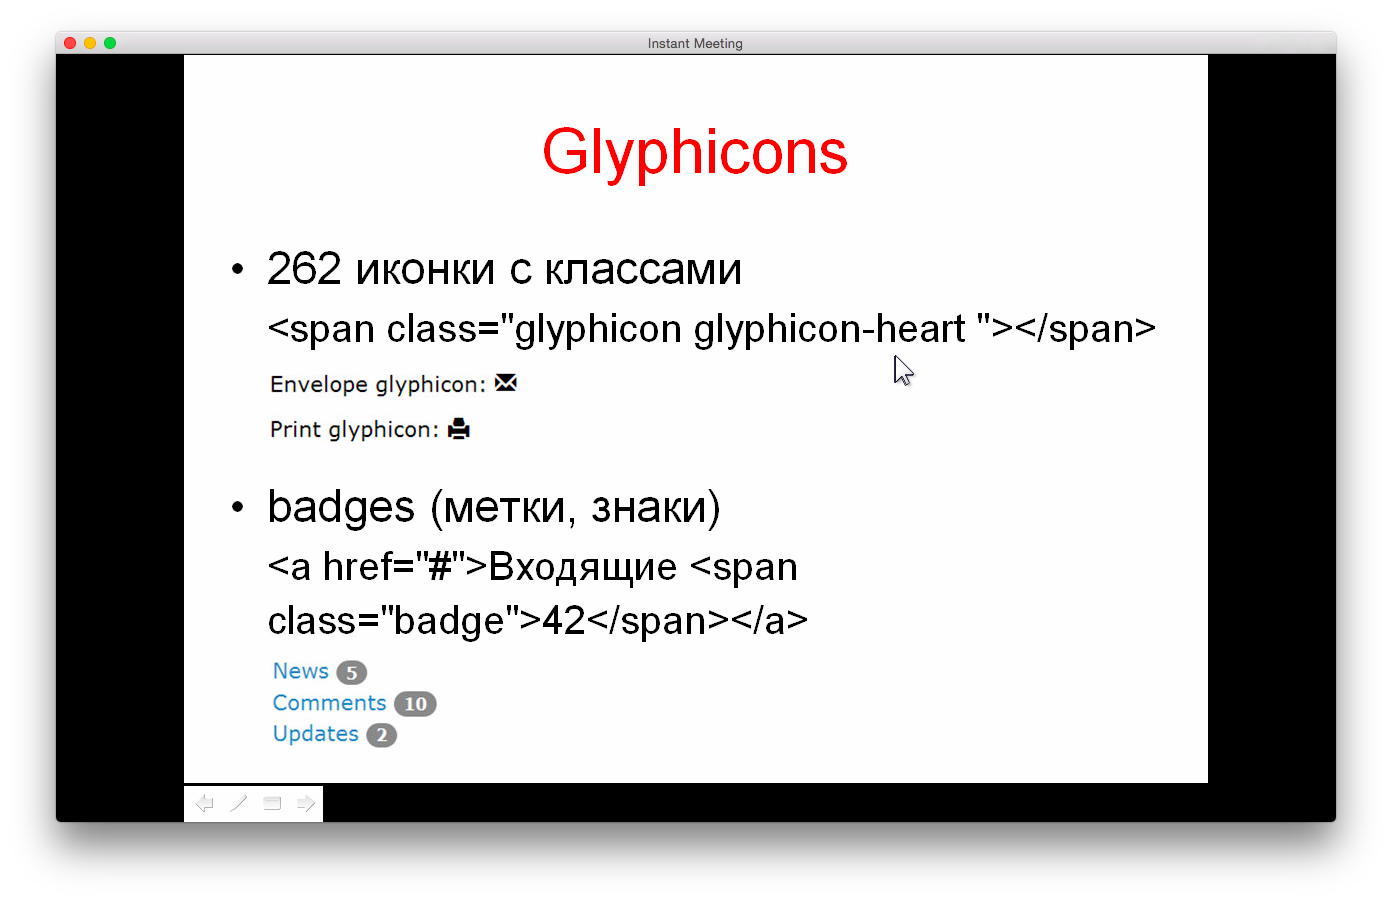 Instant Meeting
Glyphicons
• 262 иконки с классами
<span class="glyphicon glyphicon-heart "></span>
Envelope glyphicon:
Print glyphicon:
• badges (метки, знаки)
<a href="#">Входящие <span
class="badge">42</span></a>
News 5
Comments 10
Updates 2